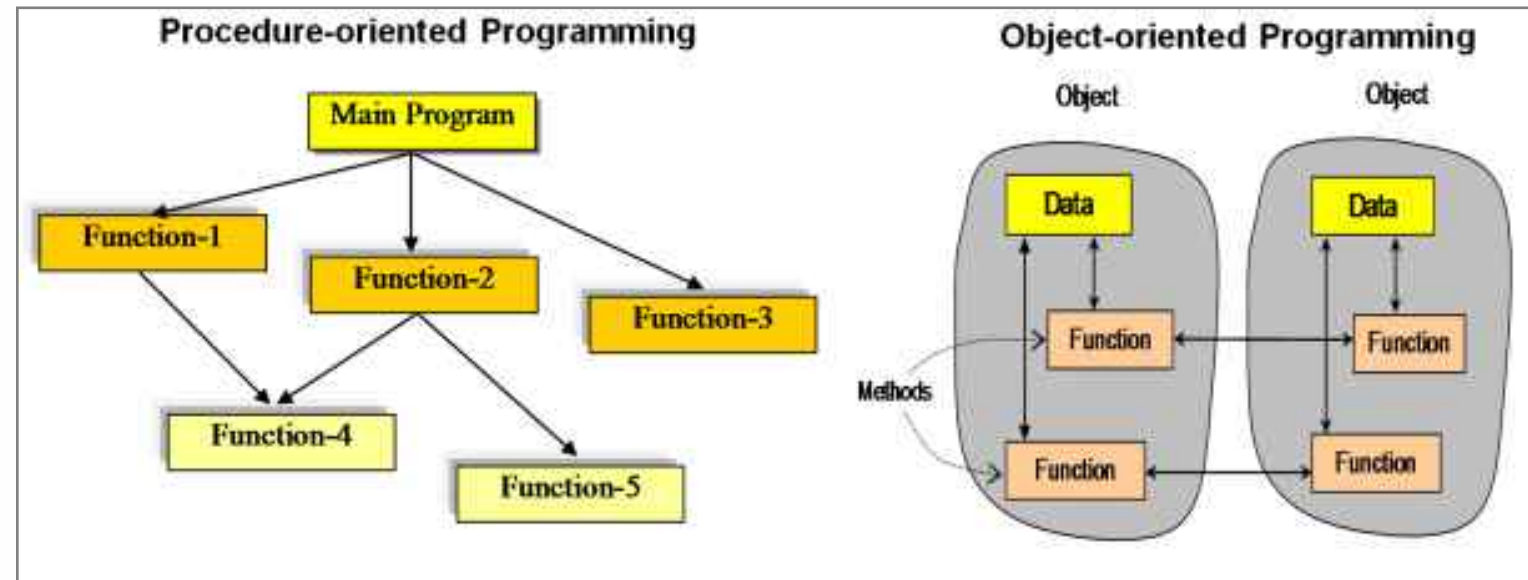 Procedure-oriented Programming
Main Program
Function-1
Function-2
Function-3
Function-4
Function-5
Object-oriented Programming
Object
Object
Data
Data
Function
Function
Methods
Function
Function